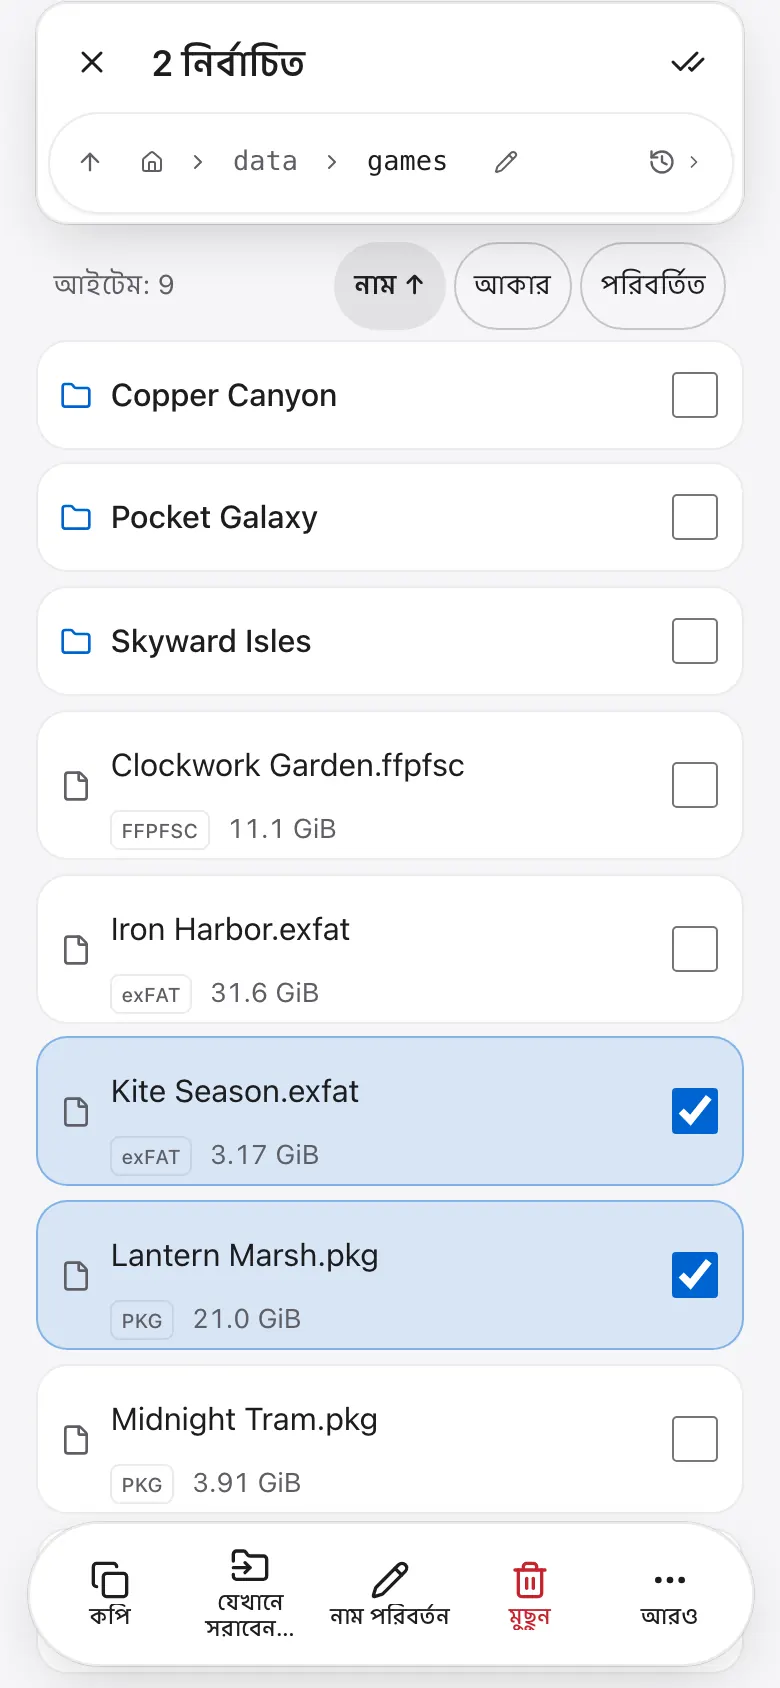 2 নির্বাচিত
data
games
আইটেম: 9
নাম ↑
আকার
পরিবর্তিত
Copper Canyon
Pocket Galaxy
Skyward Isles
Clockwork Garden.ffpfsc
FFPFSC 11.1 GiB
Iron Harbor.exfat
exFAT 31.6 GiB
Kite Season.exfat
exFAT 3.17 GiB
Lantern Marsh.pkg
PKG 21.0 GiB
Midnight Tram.pkg
PKG 3.91 GiB
কপি
যেখানে
সরাবেন...
নাম পরিবর্তন
মুছুন
আরও